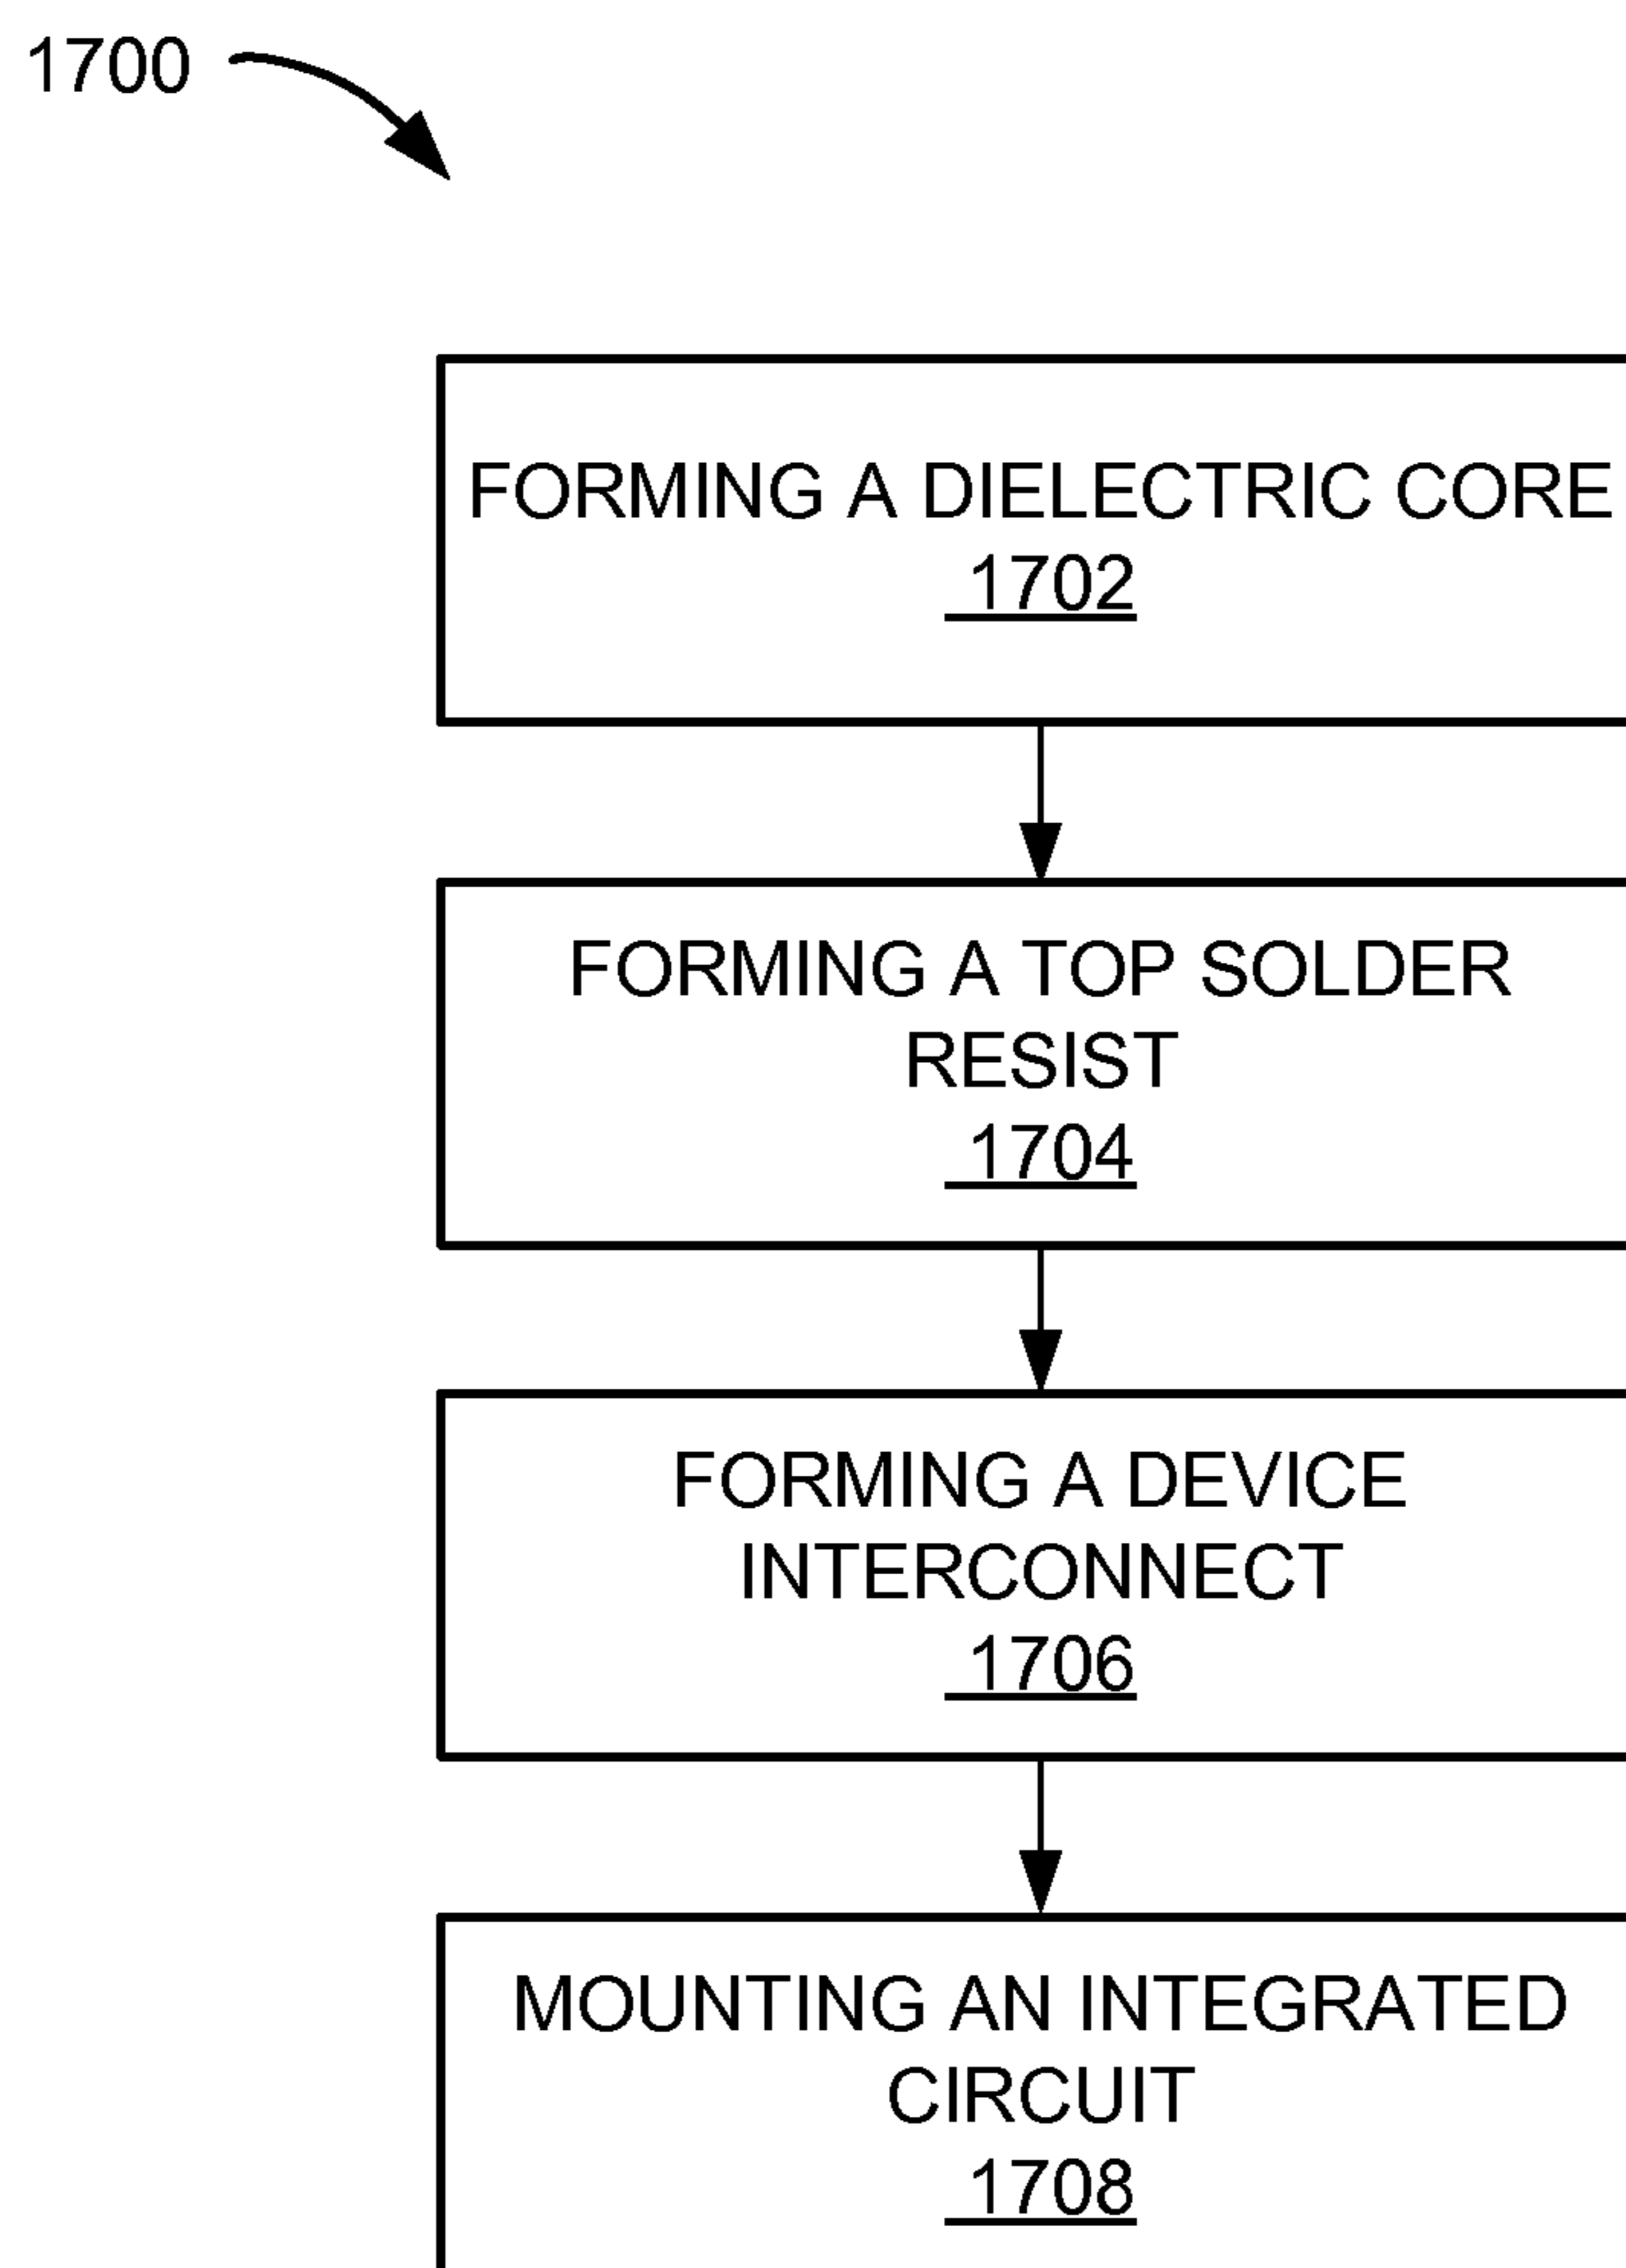 1700
FORMING A DIELECTRIC CORE
1702
FORMING A TOP SOLDER
RESIST
1704
FORMING A DEVICE
INTERCONNECT
1706
MOUNTING AN INTEGRATED
CIRCUIT
1708